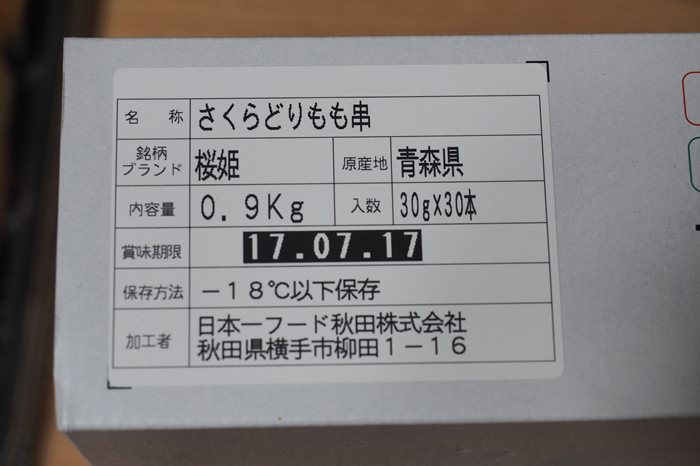 名 称 さくらどりもも串
銘柄
ブランド 桜姫 原産地 青森県
内容量 0.9Kg 入数 30g×30本
賞味期限 17.07.17
保存方法 －18℃以下保存
加工者 日本一フード秋田株式会社
秋田県横手市柳田1－16